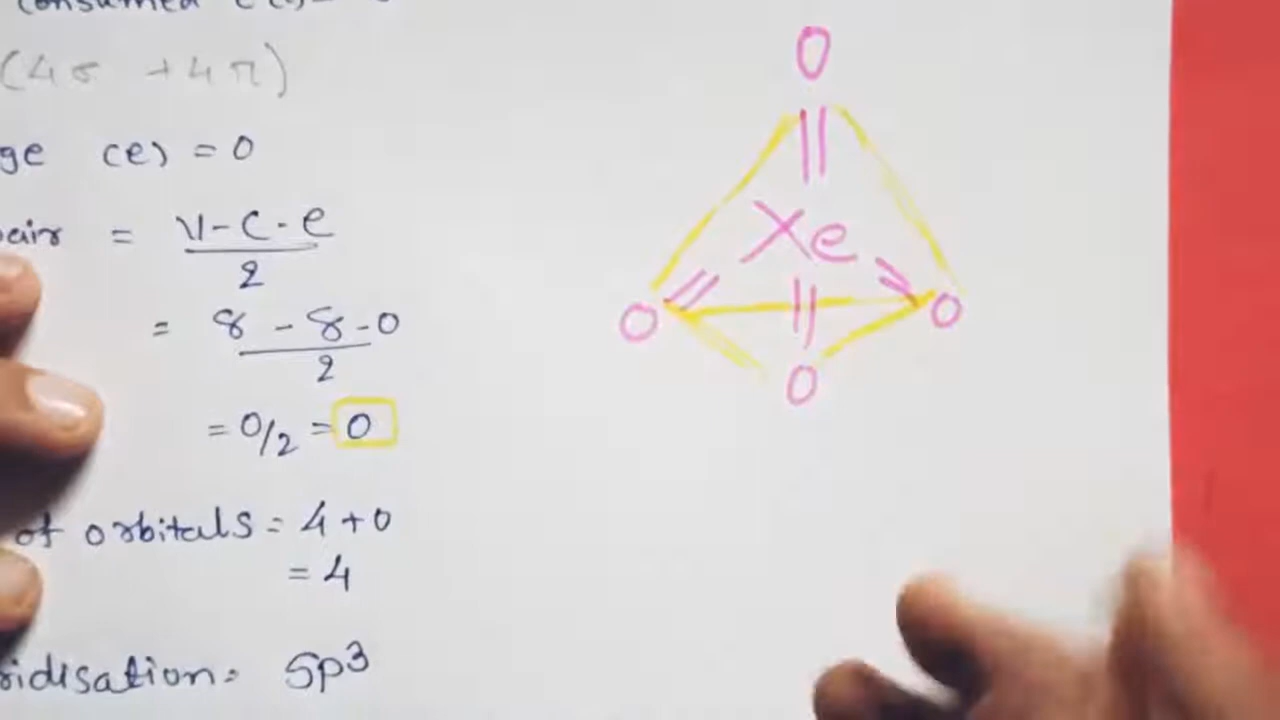 (4σ + 4π)
ge (e) = 0
air = V-C-e
2
= 8 - 8 - 0
2
= 0/2 = 0
of orbitals = 4 + 0
= 4
ridisation = Sp3
O
Xe
O O
O